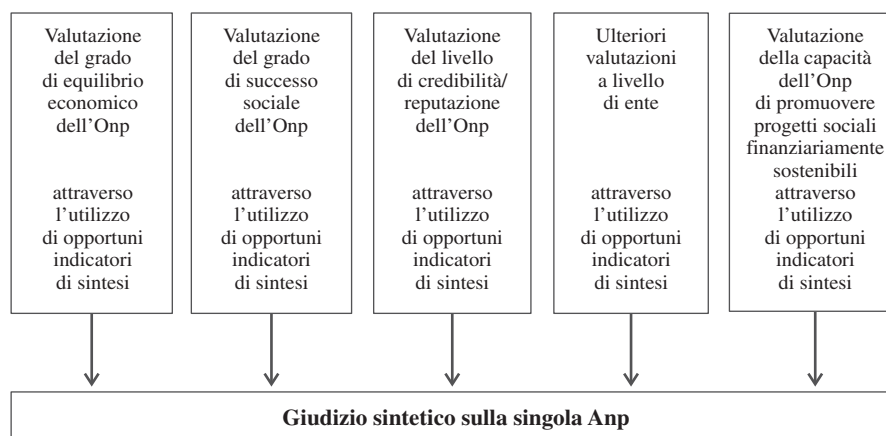 Valutazione
del grado
di equilibrio
economico
dell’Onp
attraverso
l’utilizzo
di opportuni
indicatori
di sintesi
Valutazione
del grado
di successo
sociale
dell’Onp
attraverso
l’utilizzo
di opportuni
indicatori
di sintesi
Valutazione
del livello
di credibilità/
reputazione
dell’Onp
attraverso
l’utilizzo
di opportuni
indicatori
di sintesi
Ulteriori
valutazioni
a livello
di ente
attraverso
l’utilizzo
di opportuni
indicatori
di sintesi
Valutazione
della capacità
dell’Onp
di promuovere
progetti sociali
finanziariamente
sostenibili
attraverso
l’utilizzo
di opportuni
indicatori
di sintesi
Giudizio sintetico sulla singola Anp